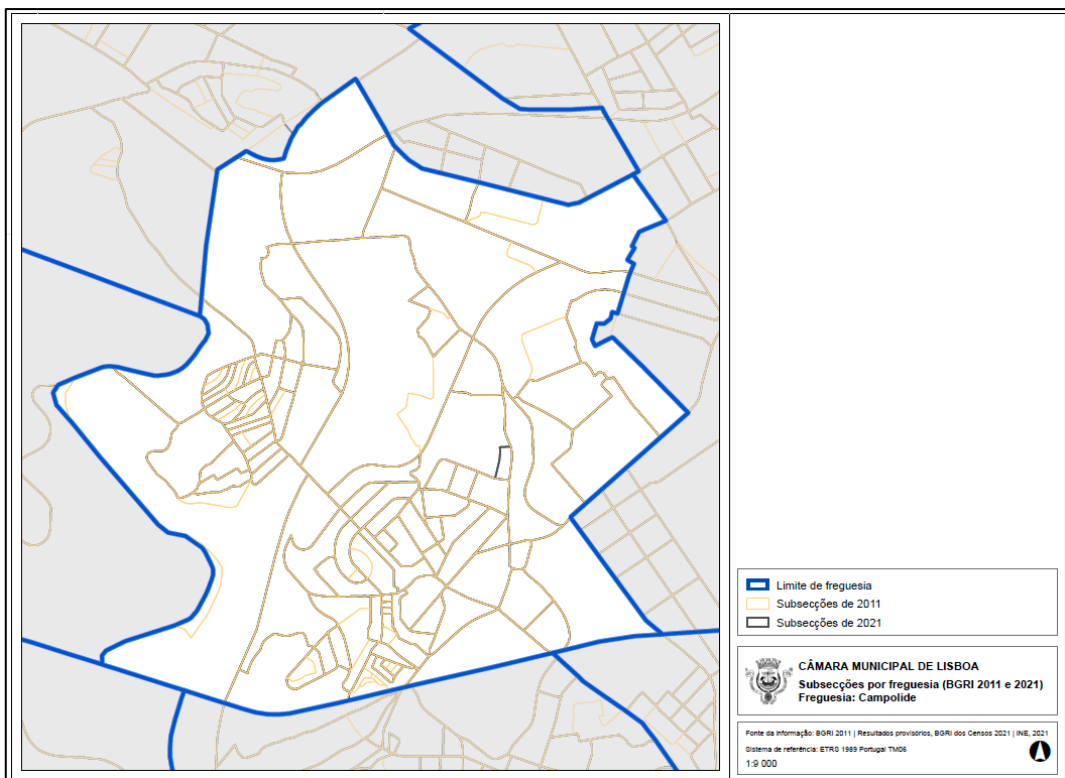 Limite de freguesia
Subsecções de 2011
Subsecções de 2021
CÂMARA MUNICIPAL DE LISBOA
Subsecções por freguesia (BGRI 2011 e 2021)
Freguesia: Campolide
Fonte da informação: BGRI 2011 | Resultados provisórios, BGRI dos Censos 2021 | INE, 2021
Sistema de referência: ETRS 1989 Portugal TM06
1:9 000